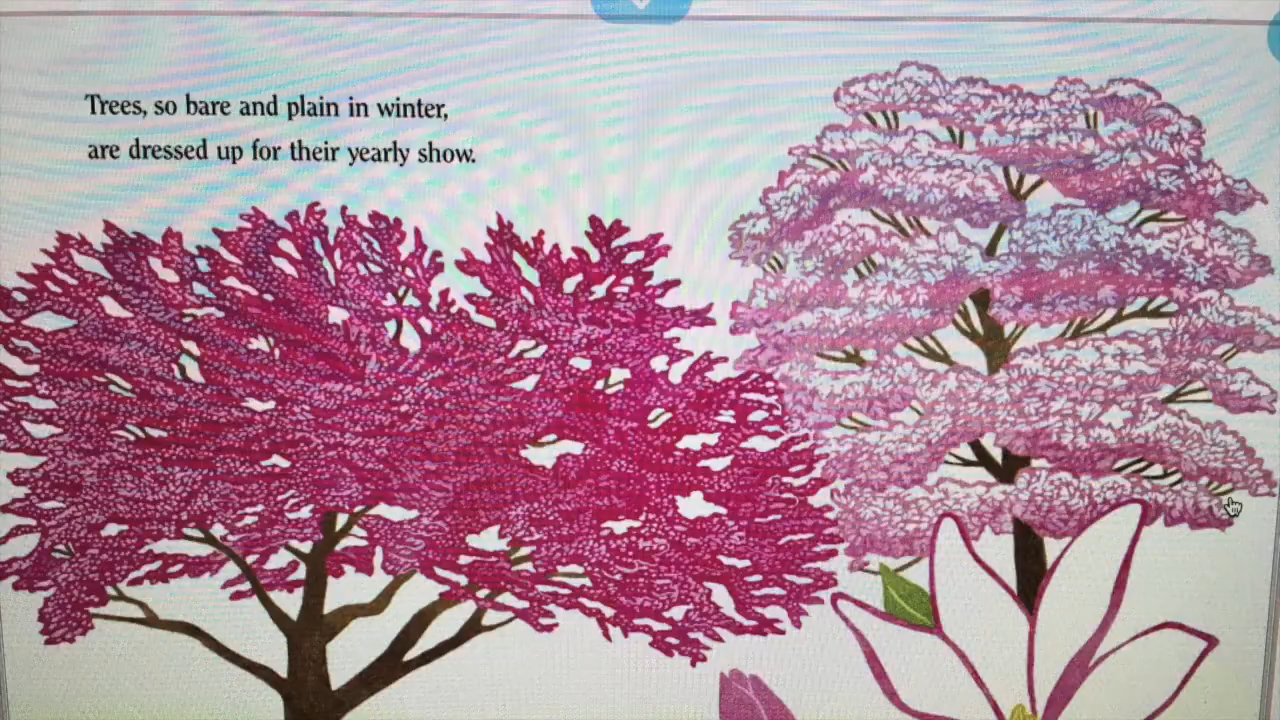 Trees, so bare and plain in winter,
are dressed up for their yearly show.